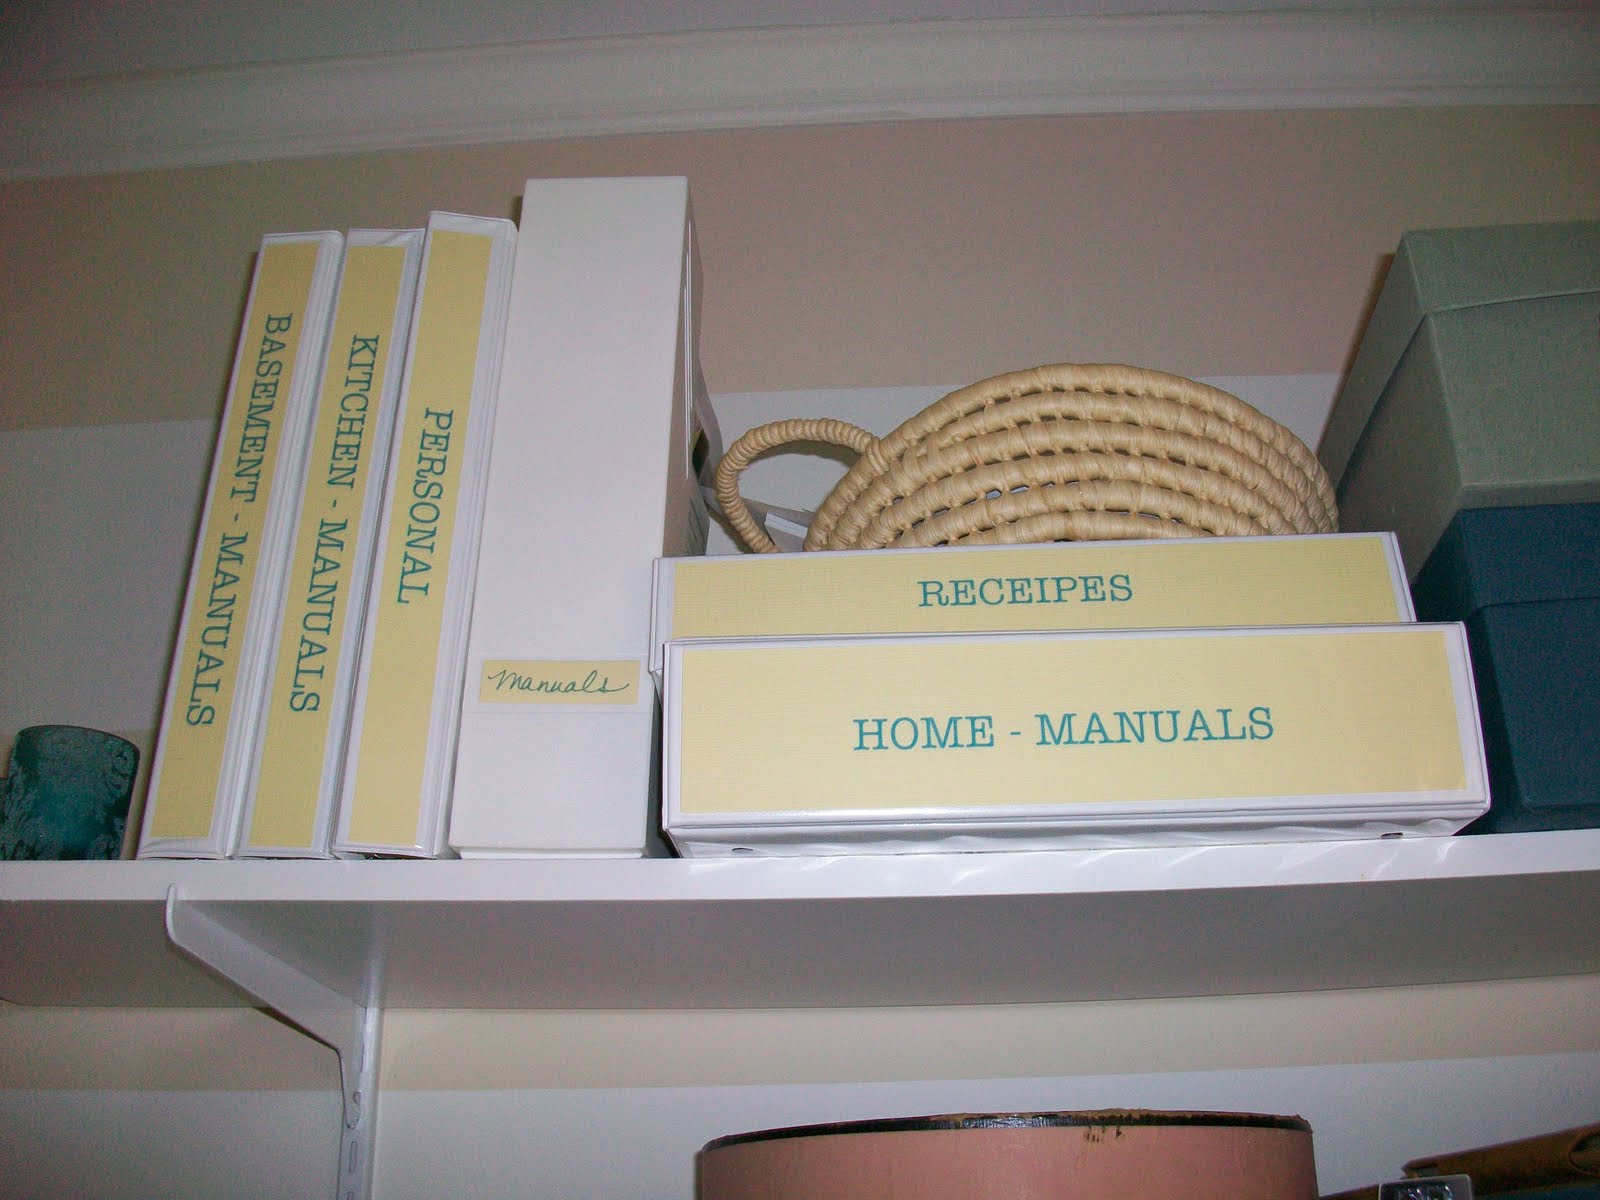 BASEMENT - MANUALS
KITCHEN - MANUALS
PERSONAL
Manuals
RECEIPES
HOME - MANUALS